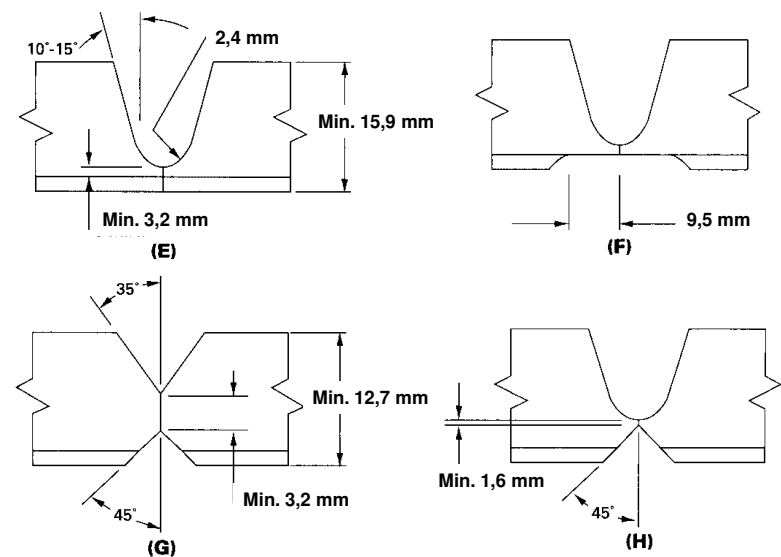 10°-15°
2,4 mm
Min. 15,9 mm
Min. 3,2 mm
(E)
9,5 mm
(F)
35°
Min. 12,7 mm
Min. 3,2 mm
45°
(G)
Min. 1,6 mm
45°
(H)